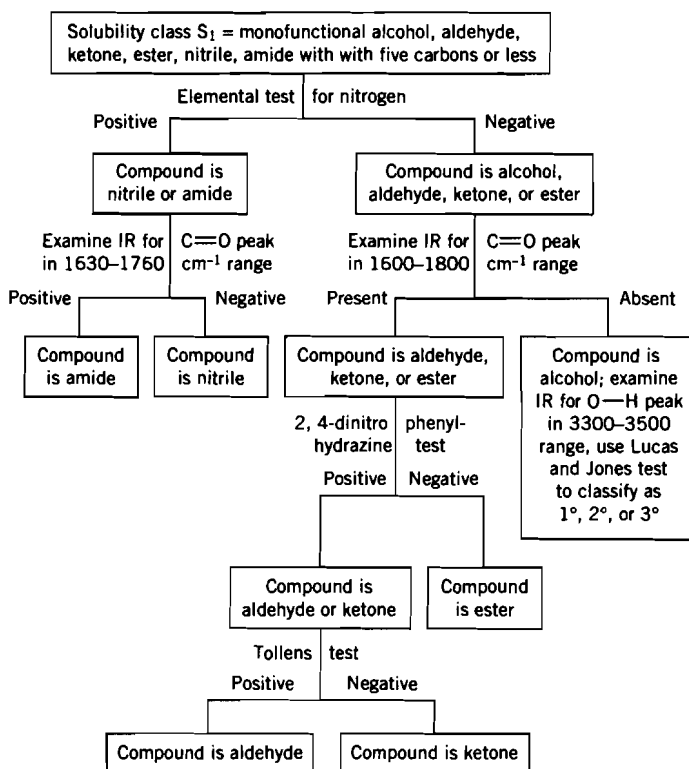 Solubility class S₁ = monofunctional alcohol, aldehyde,
ketone, ester, nitrile, amide with with five carbons or less
Elemental test for nitrogen
Positive Negative
Compound is
nitrile or amide
Compound is alcohol,
aldehyde, ketone, or ester
Examine IR for C=O peak
in 1630–1760 cm⁻¹ range
Examine IR for C=O peak
in 1600–1800 cm⁻¹ range
Positive Negative
Present Absent
Compound
is amide
Compound
is nitrile
Compound is aldehyde,
ketone, or ester
Compound is
alcohol; examine
IR for O—H peak
in 3300–3500
range, use Lucas
and Jones test
to classify as
1°, 2°, or 3°
2, 4-dinitro phenyl-
hydrazine test
Positive Negative
Compound is
aldehyde or ketone
Compound
is ester
Tollens test
Positive Negative
Compound is aldehyde
Compound is ketone